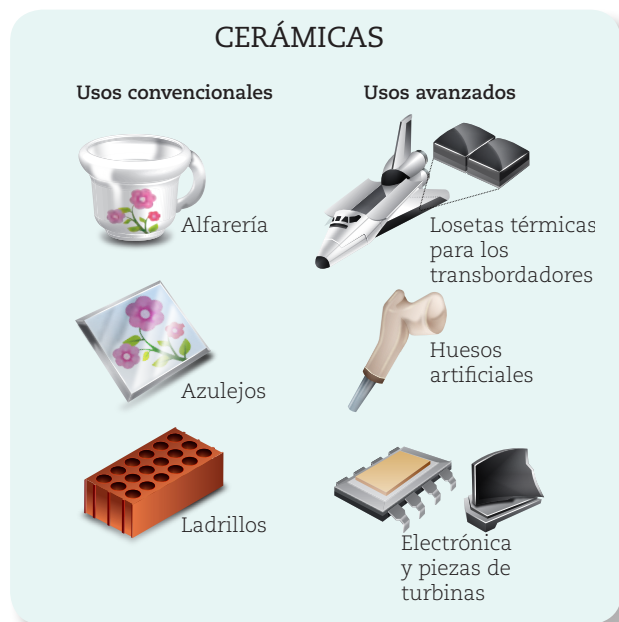 CERÁMICAS
Usos convencionales
Alfarería
Azulejos
Ladrillos
Usos avanzados
Losetas térmicas
para los
transbordadores
Huesos
artificiales
Electrónica
y piezas de
turbinas